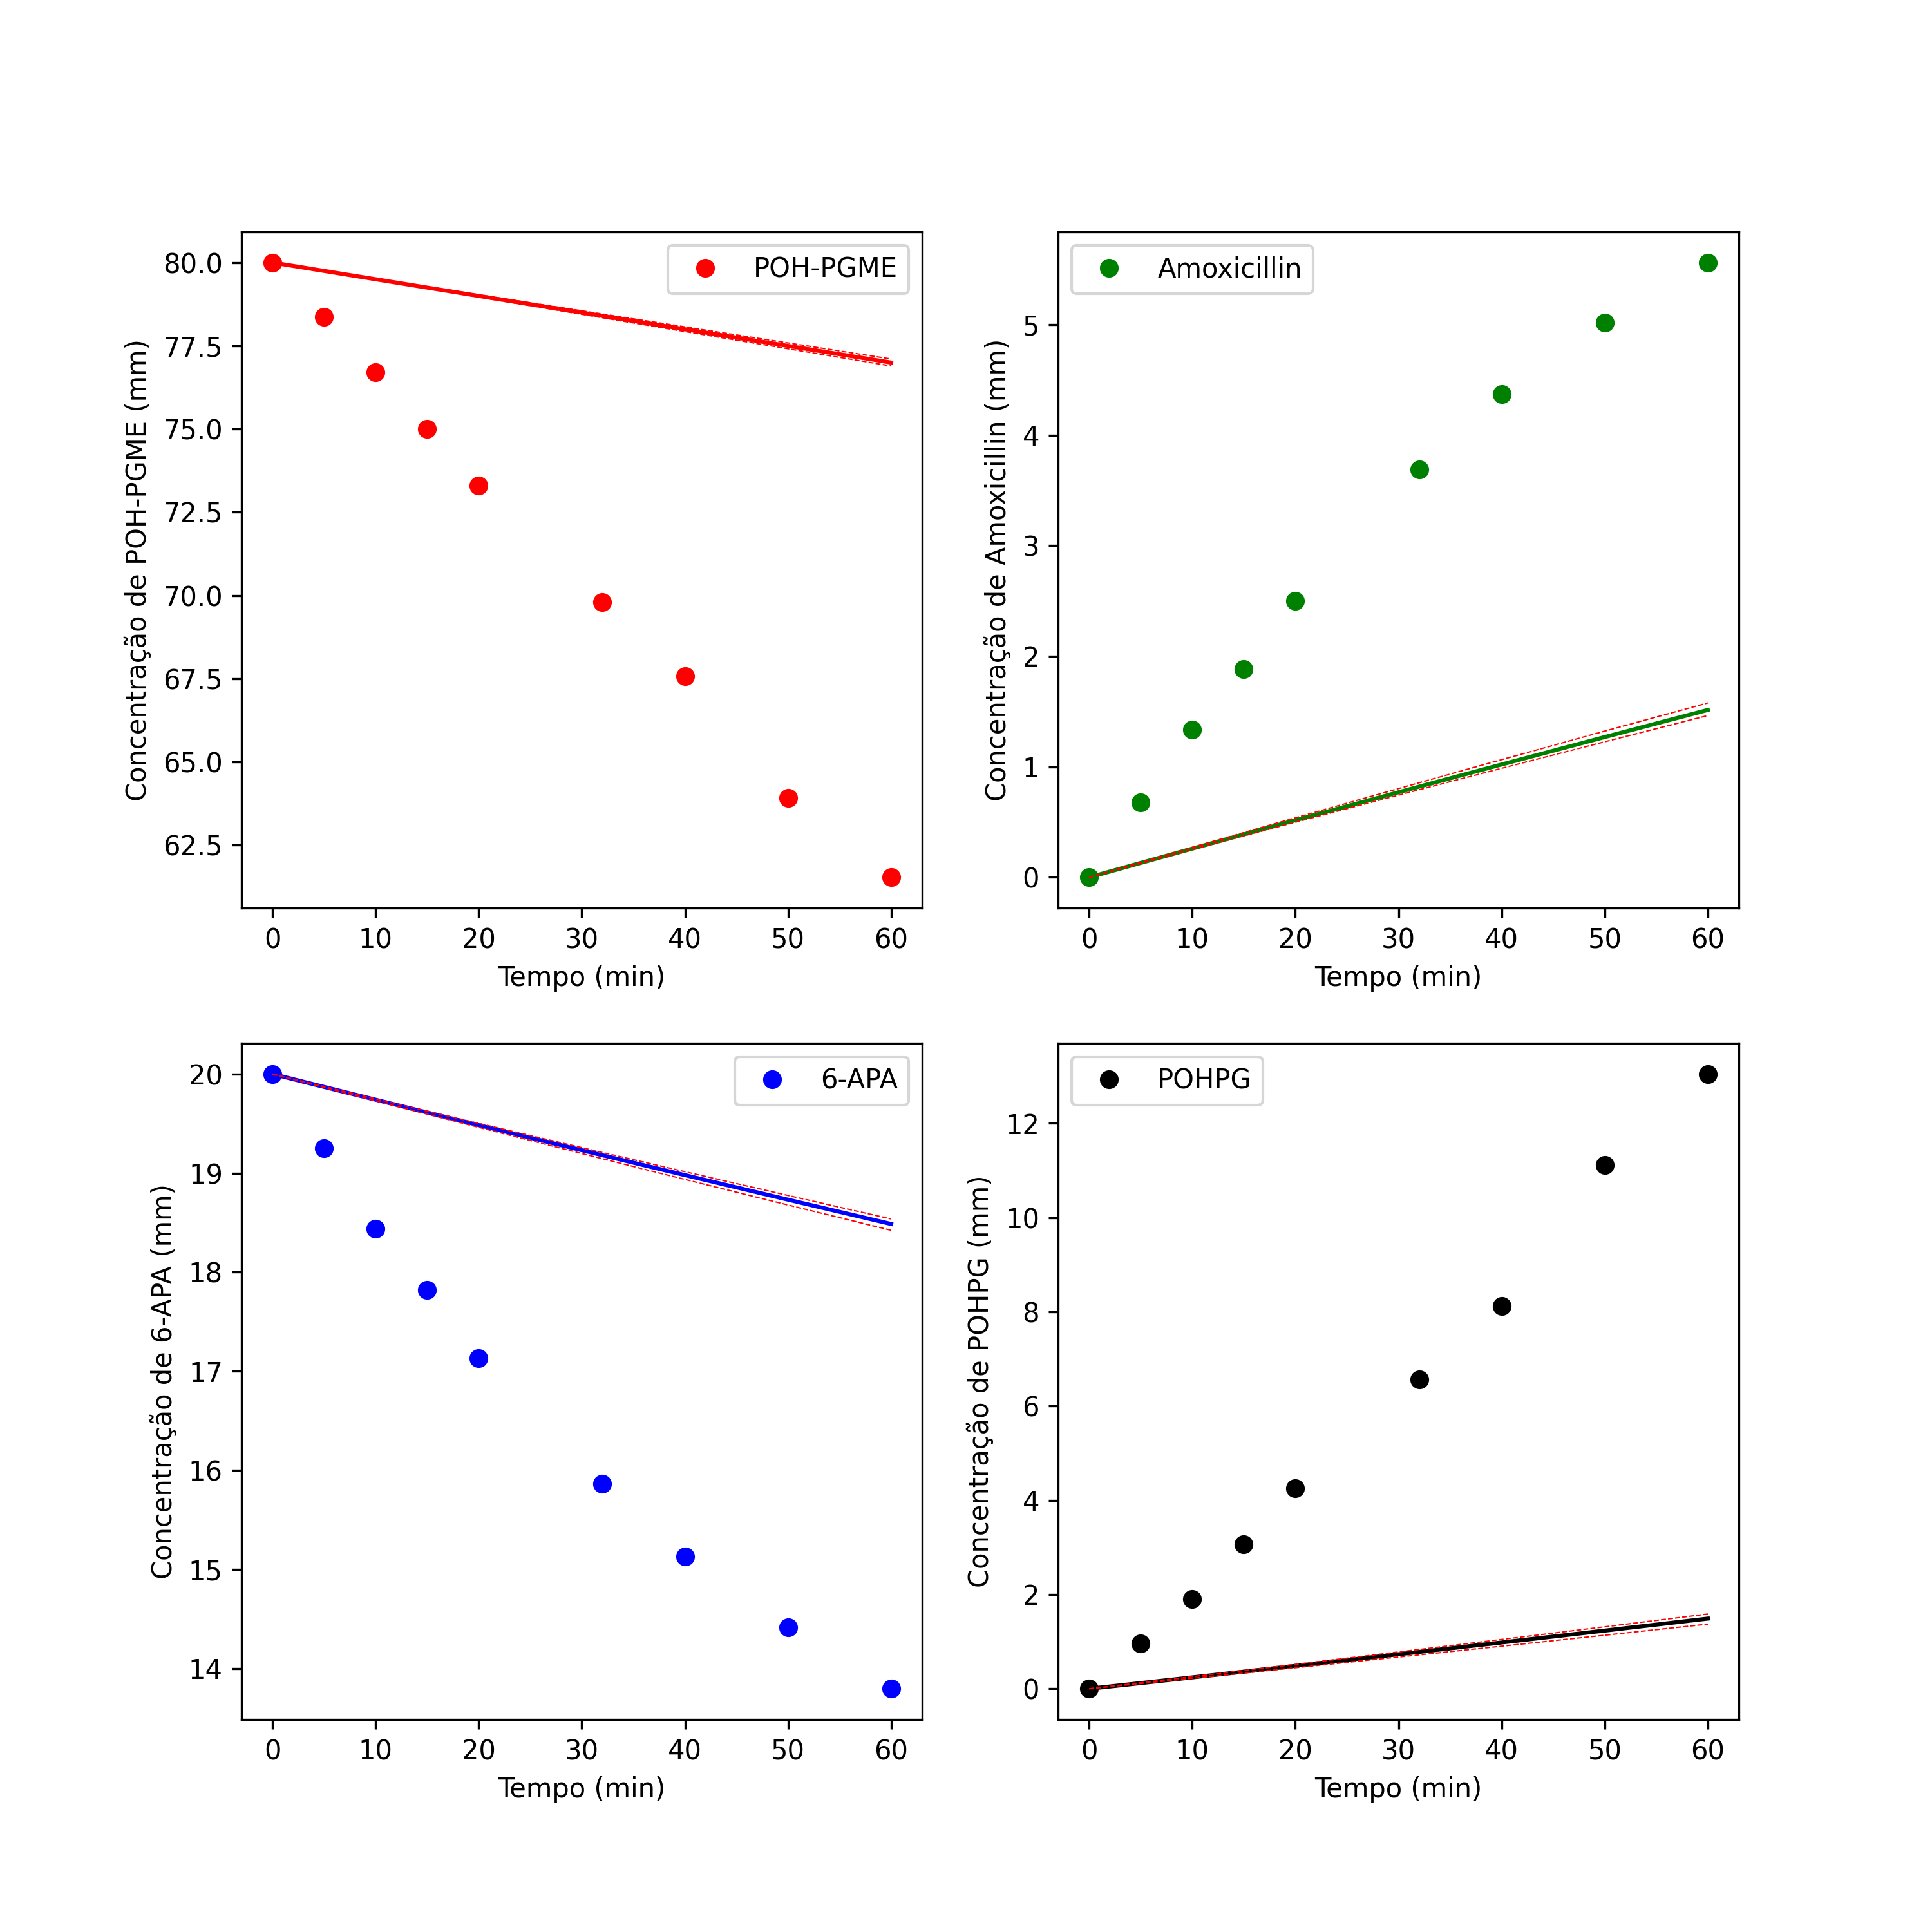 POH-PGME
Concentração de POH-PGME (mm)
80.0
77.5
75.0
72.5
70.0
67.5
65.0
62.5
0 10 20 30 40 50 60
Tempo (min)
Amoxicillin
Concentração de Amoxicillin (mm)
5
4
3
2
1
0
0 10 20 30 40 50 60
Tempo (min)
6-APA
Concentração de 6-APA (mm)
20
19
18
17
16
15
14
0 10 20 30 40 50 60
Tempo (min)
POHPG
Concentração de POHPG (mm)
12
10
8
6
4
2
0
0 10 20 30 40 50 60
Tempo (min)